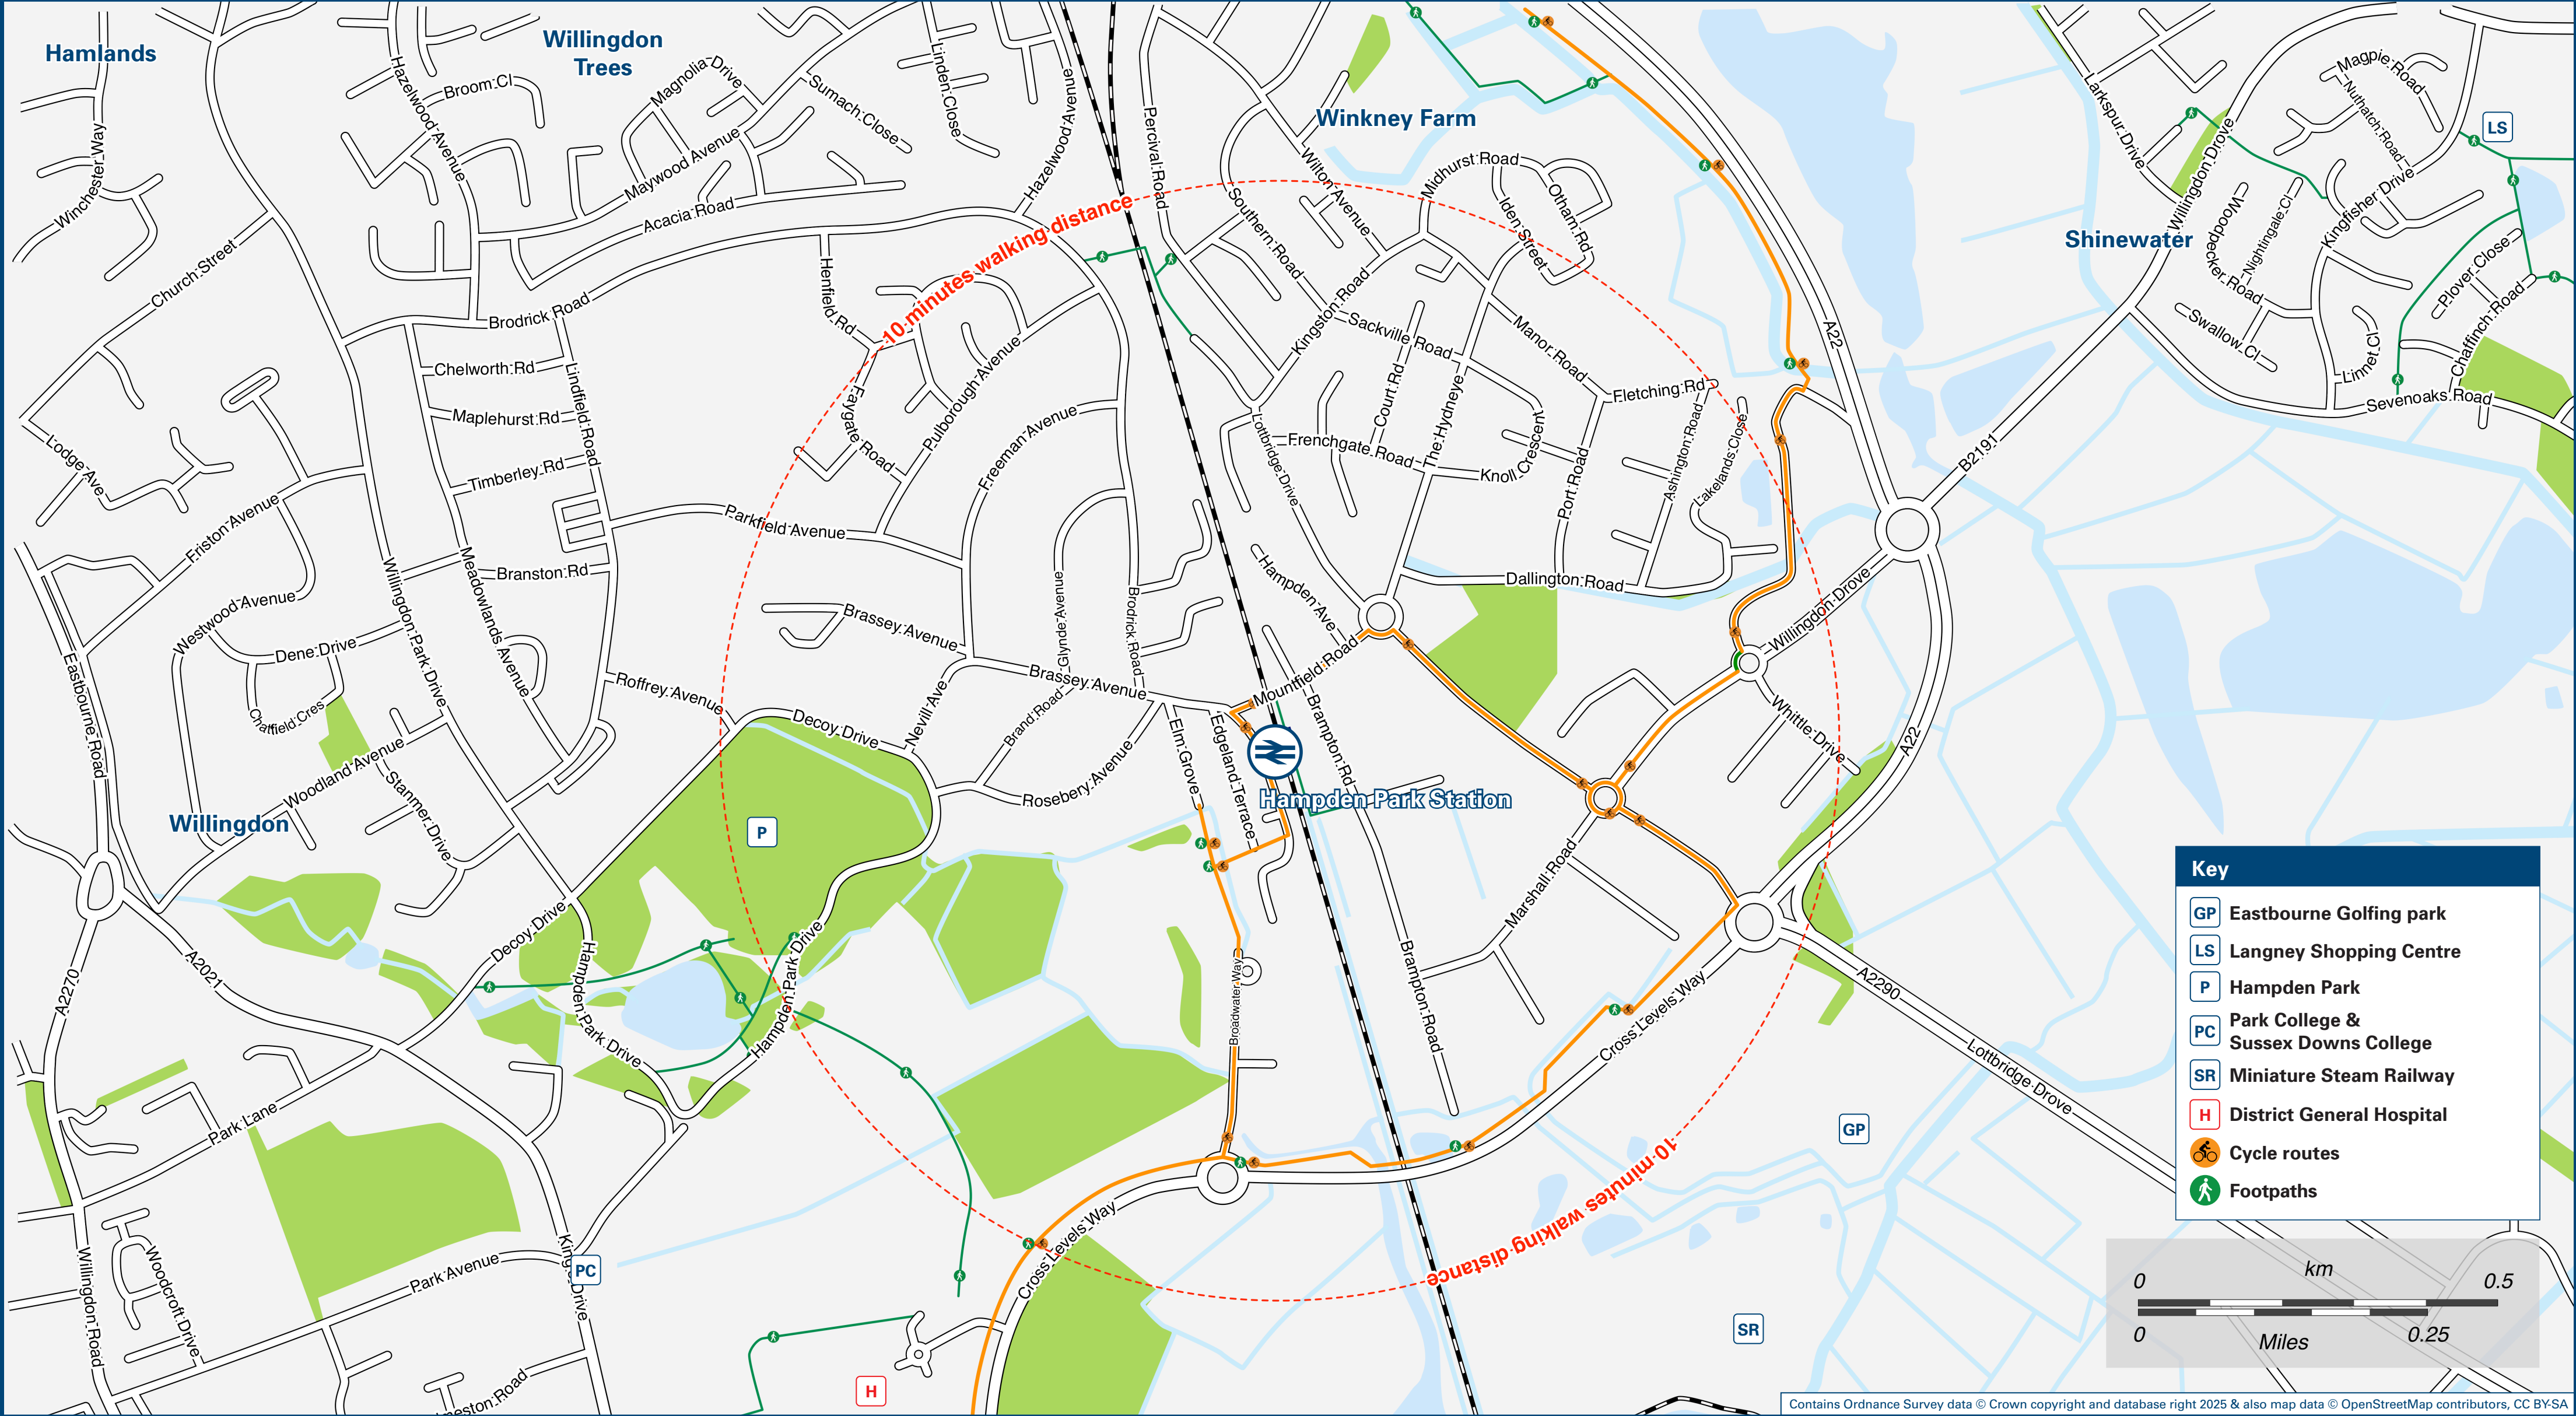 Hamlands
Willingdon
Trees
Winkney Farm
Shinewater
Willingdon
Hampden Park Station
10 minutes walking distance
10 minutes walking distance
Winchester Way
Church Street
Lodge Ave
Hazelwood Avenue
Broom Cl
Magnolia Drive
Sumach Close
Linden Close
Hazelwood Avenue
Maywood Avenue
Acacia Road
Percival Road
Wilton Avenue
Midhurst Road
Otham Rd
Iden Street
Southern Road
Kingston Road
Sackville Road
Manor Road
Court Rd
The Hydneye
Fletching Rd
Ashington Road
Lakelands Close
Frenchgate Road
Knoll Crescent
Port Road
Lottbridge Drive
Dallington Road
Hampden Ave
Mountfield Road
Brampton Rd
Brampton Road
A22
A22
B2191
Willingdon Drove
Willingdon Drove
Larkspur Drive
Magpie Road
Nuthatch Road
LS
Kingfisher Drive
Woodpecker Road
Nightingale Cl
Plover Close
Swallow Cl
Linnet Cl
Chaffinch Road
Sevenoaks Road
Brodrick Road
Henfield Rd
Chelworth Rd
Lindfield Road
Maplehurst Rd
Timberley Rd
Branston Rd
Faygate Road
Pulborough Avenue
Freeman Avenue
Parkfield Avenue
Friston Avenue
Westwood Avenue
Dene Drive
Chatfield Cres
Willingdon Park Drive
Meadowlands Avenue
Brassey Avenue
Brassey Avenue
Glynde Avenue
Brodrick Road
Roffrey Avenue
Decoy Drive
Nevill Ave
Brand Road
Rosebery Avenue
Elm Grove
Edgeland Terrace
Whittle Drive
Eastbourne Road
Woodland Avenue
Stanmer Drive
P
Marshall Road
Decoy Drive
Hampden Park Drive
Hampden Park Drive
Broadwater Way
Cross Levels Way
A2290
Lottbridge Drove
A2270
A2021
Park Lane
Willingdon Road
Woodcroft Drive
Park Avenue
King's Drive
PC
Cross Levels Way
H
GP
SR
Key
GP Eastbourne Golfing park
LS Langney Shopping Centre
P Hampden Park
PC Park College &
Sussex Downs College
SR Miniature Steam Railway
H District General Hospital
Cycle routes
Footpaths
km
0 0.5
0 0.25
Miles
Contains Ordnance Survey data © Crown copyright and database right 2025 & also map data © OpenStreetMap contributors, CC BY-SA